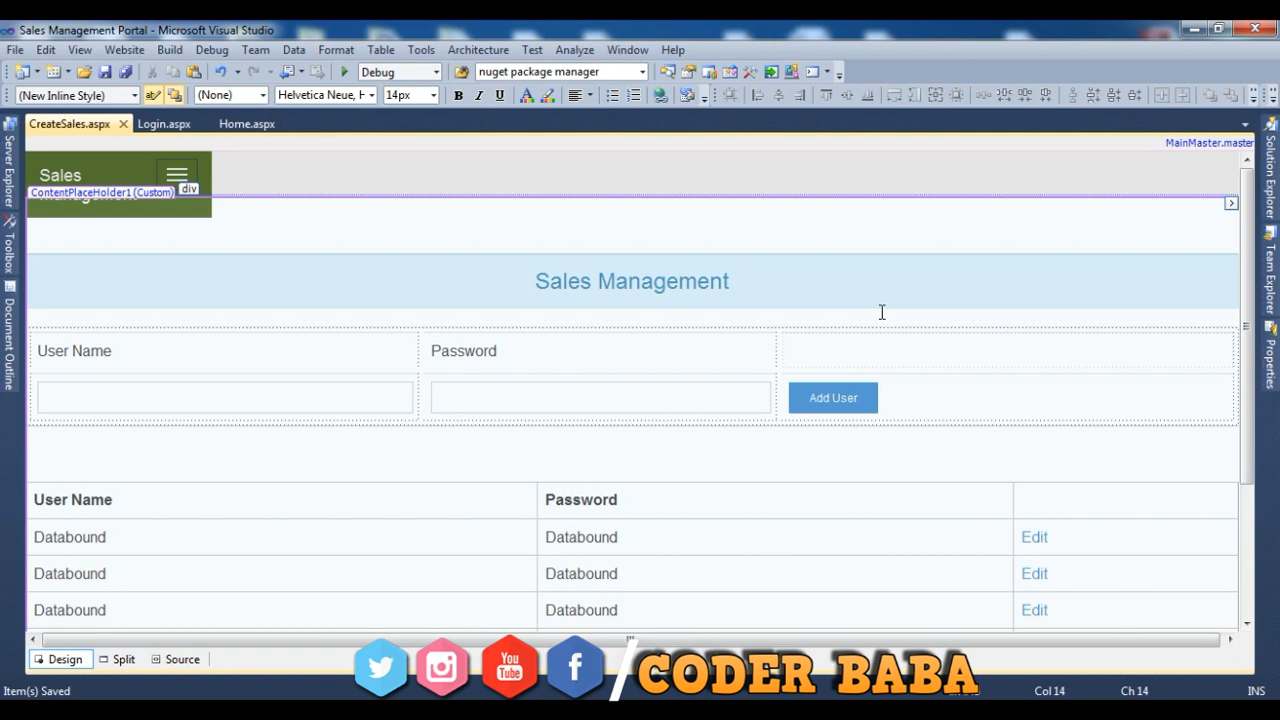 Sales Management Portal - Microsoft Visual Studio
File Edit View Website Build Debug Team Format Table Tools Architecture Test Analyze Window Help
Debug nuget package manager
(New Inline Style) (None) Helvetica Neue, H 14px B I U A
CreateSales.aspx Login.aspx Home.aspx
MainMaster.master
Server Explorer
Toolbox
Document Outline
Solution Explorer
Team Explorer
Properties
Sales
ContentPlaceHolder1 (Custom) div
Sales Management
User Name Password
Add User
User Name Password
Databound Databound Edit
Databound Databound Edit
Databound Databound Edit
Design Split Source
You
Tube
/CODER BABA
Item(s) Saved Col 14 Ch 14 INS